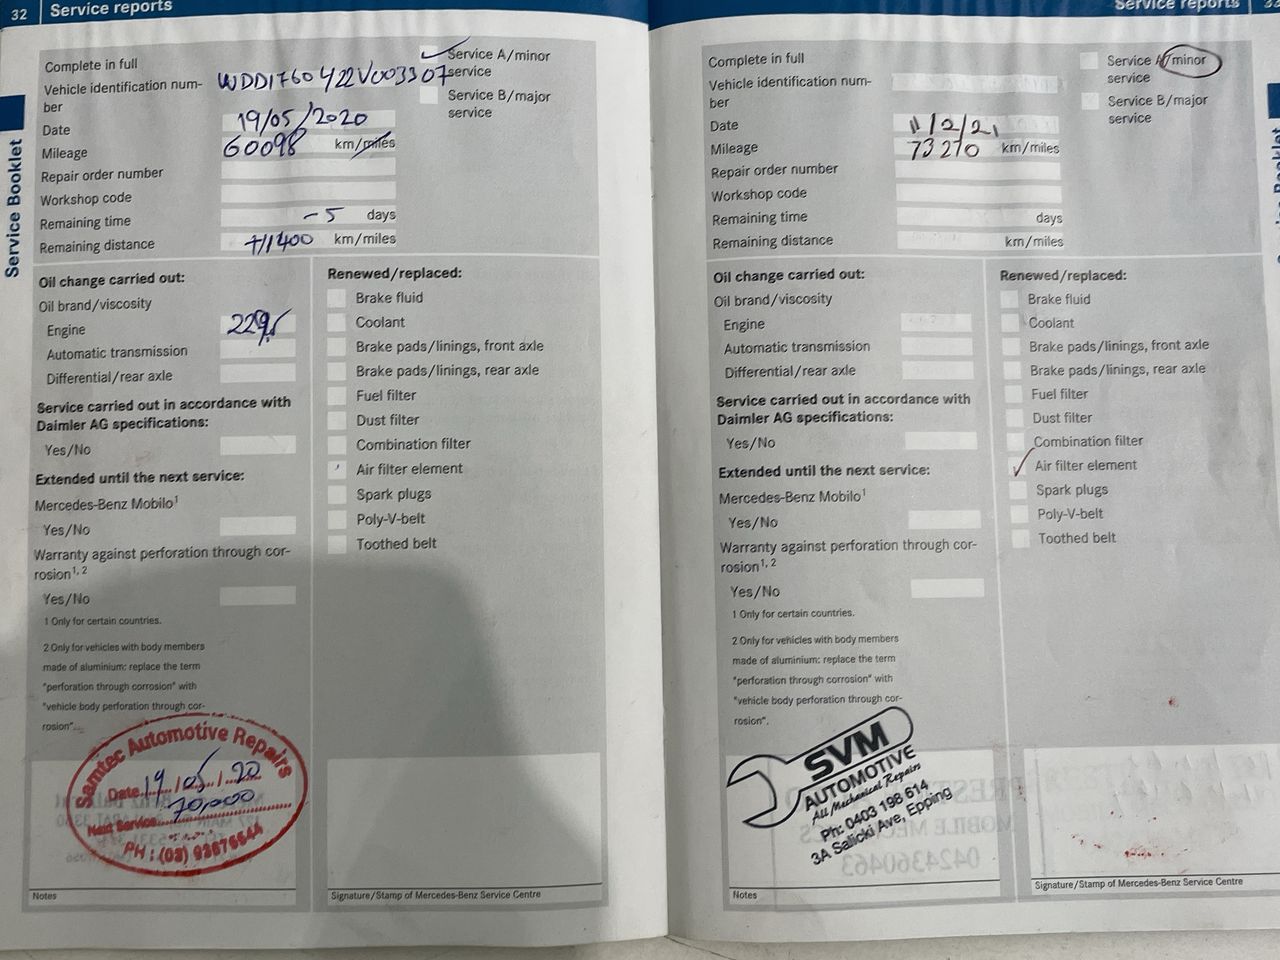 32 Service reports
Complete in full
Service A/minor service
Vehicle identification number WDD1760422V003307
Service B/major service
Date 19/05/2020
Mileage 60098 km/miles
Repair order number
Workshop code
Remaining time -5 days
Remaining distance km/miles
Service Booklet
Oil change carried out:
Oil brand/viscosity
Engine
Automatic transmission
Differential/rear axle
Service carried out in accordance with
Daimler AG specifications:
Yes/No
Extended until the next service:
Mercedes-Benz Mobilo1
Yes/No
Warranty against perforation through cor-
rosion1, 2
Yes/No
1 Only for certain countries.
2 Only for vehicles with body members
made of aluminium: replace the term
"perforation through corrosion" with
"vehicle body perforation through cor-
rosion".
Renewed/replaced:
Brake fluid
Coolant
Brake pads/linings, front axle
Brake pads/linings, rear axle
Fuel filter
Dust filter
Combination filter
Air filter element
Spark plugs
Poly-V-belt
Toothed belt
Samtec Automotive Repairs
Date 19/05/20
Next Service 70,000
PH : (03)
Notes
Signature/Stamp of Mercedes-Benz Service Centre
Service reports
Complete in full
Service A/minor
service
Vehicle identification num-
ber
Service B/major
service
Date 11/2/21
Mileage 73270 km/miles
Repair order number
Workshop code
Remaining time days
Remaining distance km/miles
Oil change carried out:
Oil brand/viscosity
Engine
Automatic transmission
Differential/rear axle
Service carried out in accordance with
Daimler AG specifications:
Yes/No
Extended until the next service:
Mercedes-Benz Mobilo1
Yes/No
Warranty against perforation through cor-
rosion1, 2
Yes/No
1 Only for certain countries.
2 Only for vehicles with body members
made of aluminium: replace the term
"perforation through corrosion" with
"vehicle body perforation through cor-
rosion".
Renewed/replaced:
Brake fluid
Coolant
Brake pads/linings, front axle
Brake pads/linings, rear axle
Fuel filter
Dust filter
Combination filter
Air filter element
Spark plugs
Poly-V-belt
Toothed belt
SVM
AUTOMOTIVE
All Mechanical Repairs
Ph: 0403 198 614
3A Salicki Ave, Epping
Notes
Signature/Stamp of Mercedes-Benz Service Centre